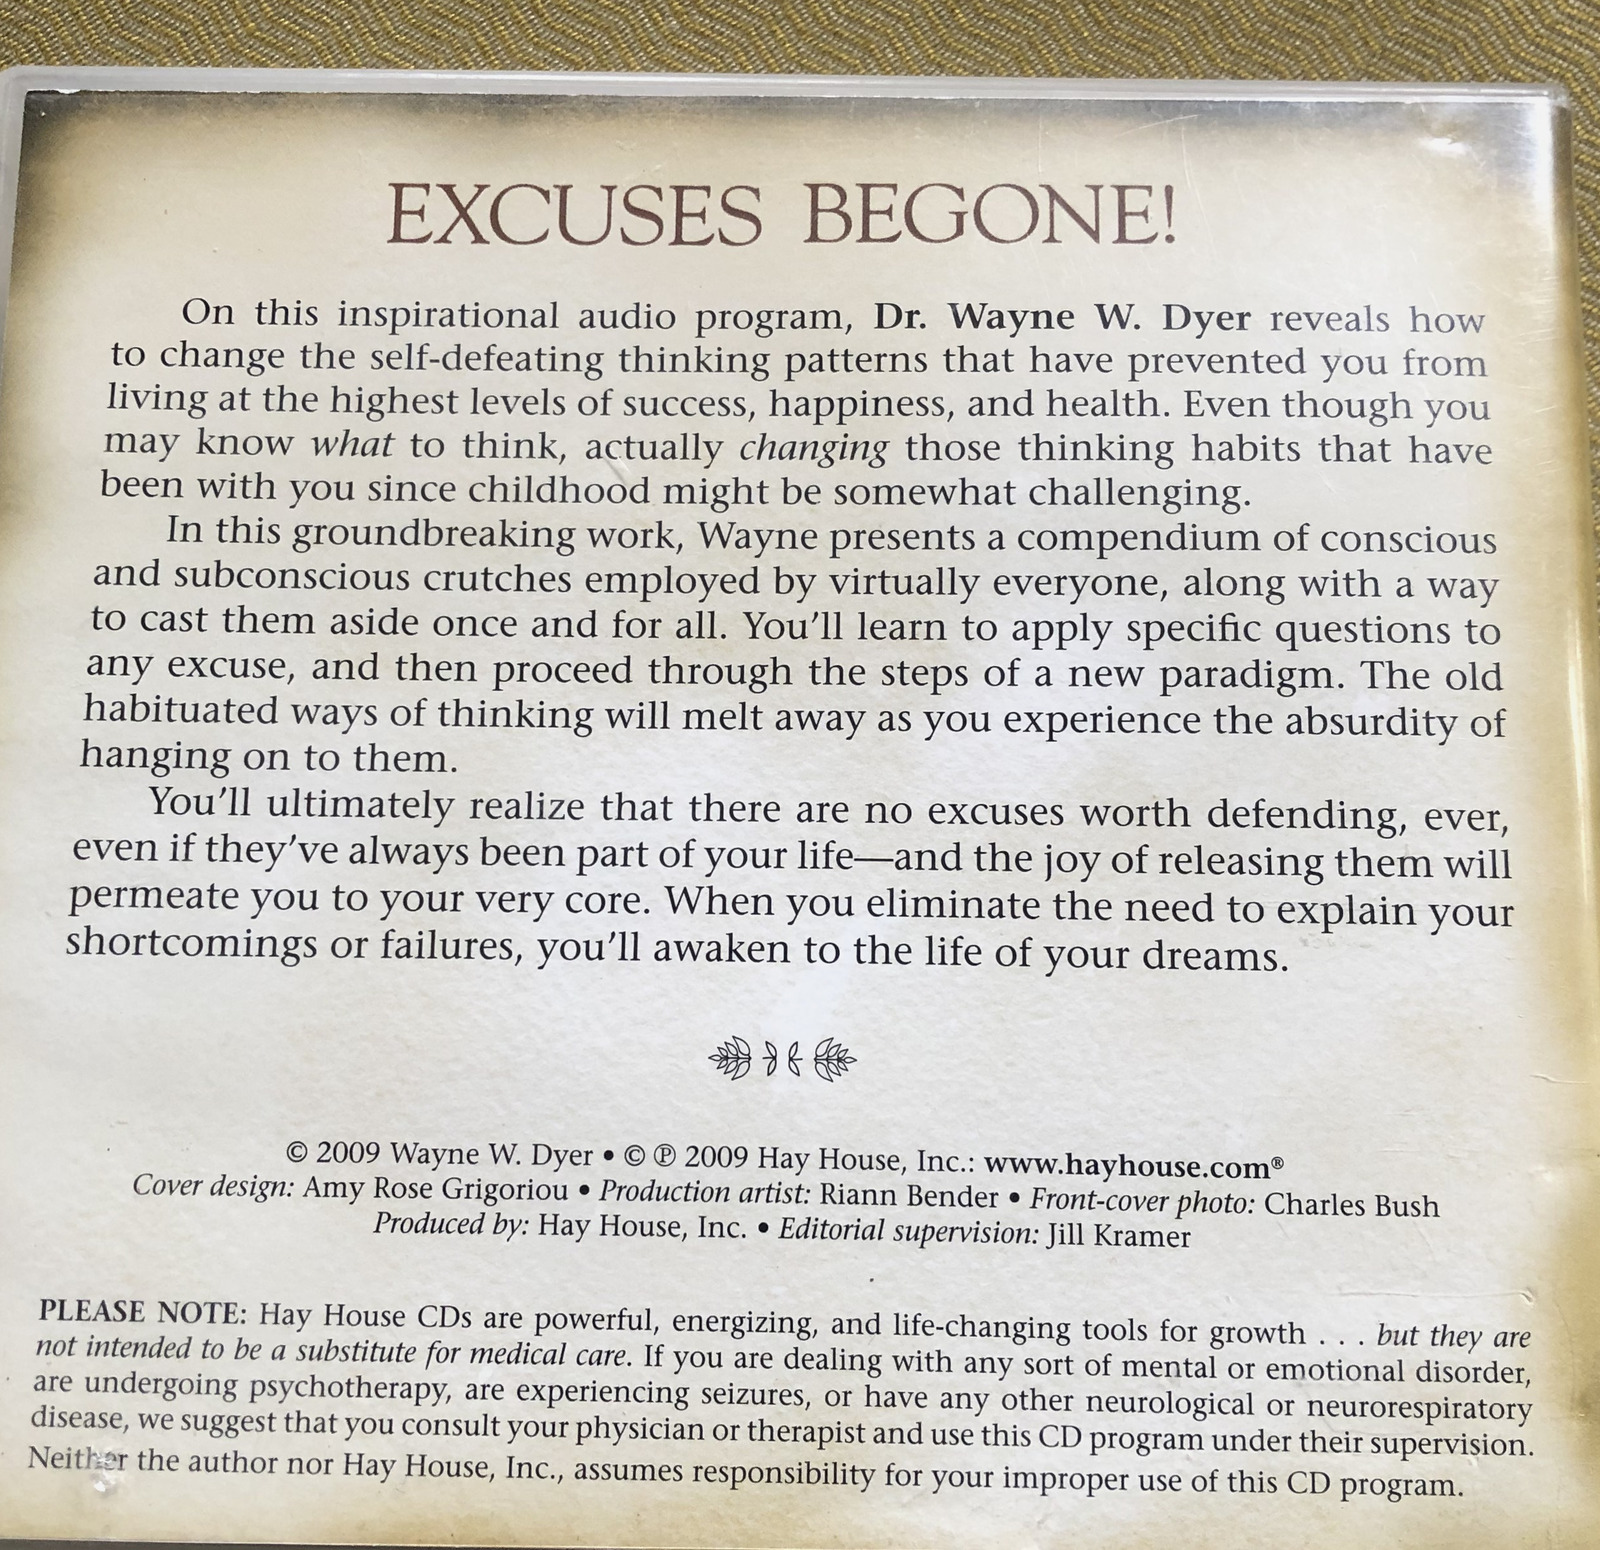 EXCUSES BEGONE!
On this inspirational audio program, Dr. Wayne W. Dyer reveals how
to change the self-defeating thinking patterns that have prevented you from
living at the highest levels of success, happiness, and health. Even though you
may know what to think, actually changing those thinking habits that have
been with you since childhood might be somewhat challenging.
In this groundbreaking work, Wayne presents a compendium of conscious
and subconscious crutches employed by virtually everyone, along with a way
to cast them aside once and for all. You'll learn to apply specific questions to
any excuse, and then proceed through the steps of a new paradigm. The old
habituated ways of thinking will melt away as you experience the absurdity of
hanging on to them.
You'll ultimately realize that there are no excuses worth defending, ever,
even if they've always been part of your life—and the joy of releasing them will
permeate you to your very core. When you eliminate the need to explain your
shortcomings or failures, you'll awaken to the life of your dreams.
© 2009 Wayne W. Dyer • © ℗ 2009 Hay House, Inc.: www.hayhouse.com®
Cover design: Amy Rose Grigoriou • Production artist: Riann Bender • Front-cover photo: Charles Bush
Produced by: Hay House, Inc. • Editorial supervision: Jill Kramer
PLEASE NOTE: Hay House CDs are powerful, energizing, and life-changing tools for growth . . . but they are
not intended to be a substitute for medical care. If you are dealing with any sort of mental or emotional disorder,
are undergoing psychotherapy, are experiencing seizures, or have any other neurological or neurorespiratory
disease, we suggest that you consult your physician or therapist and use this CD program under their supervision.
Neither the author nor Hay House, Inc., assumes responsibility for your improper use of this CD program.